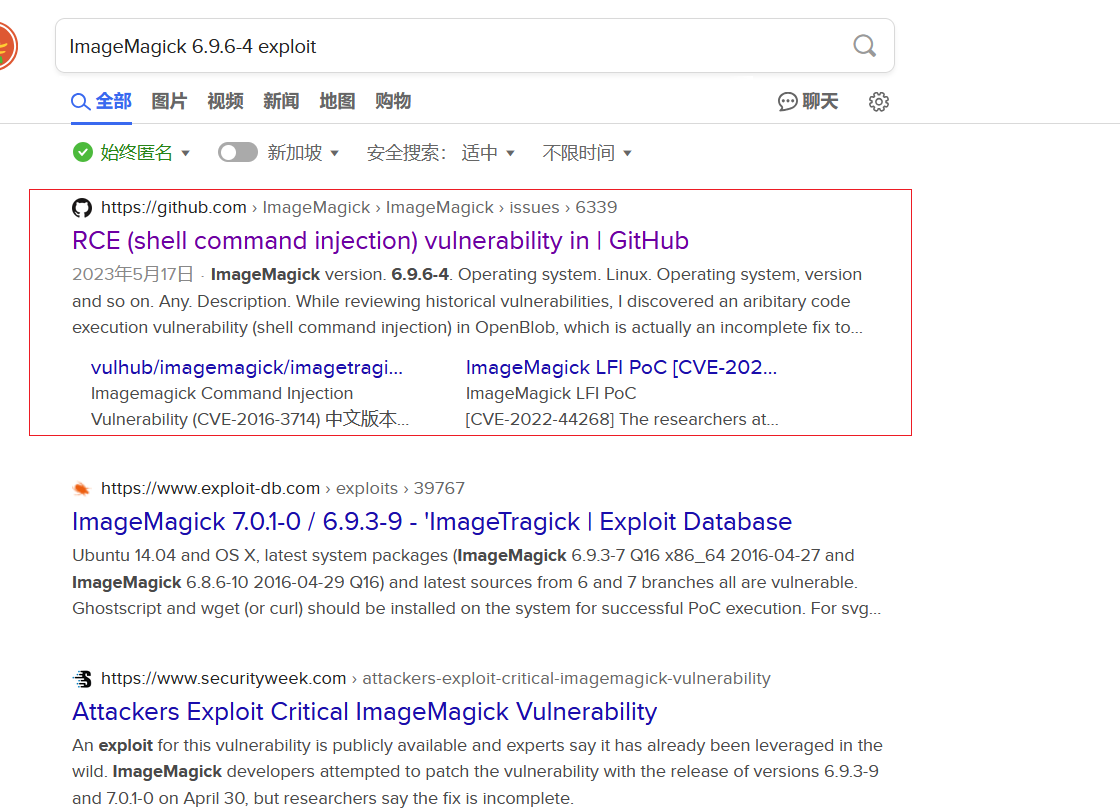 ImageMagick 6.9.6-4 exploit
全部 图片 视频 新闻 地图 购物 聊天
始终匿名 新加坡 安全搜索： 适中 不限时间
https://github.com › ImageMagick › ImageMagick › issues › 6339
RCE (shell command injection) vulnerability in | GitHub
2023年5月17日 · ImageMagick version. 6.9.6-4. Operating system. Linux. Operating system, version
and so on. Any. Description. While reviewing historical vulnerabilities, I discovered an aribitary code
execution vulnerability (shell command injection) in OpenBlob, which is actually an incomplete fix to...
vulhub/imagemagick/imagetragi...
Imagemagick Command Injection
Vulnerability (CVE-2016-3714) 中文版本...
ImageMagick LFI PoC [CVE-202...
ImageMagick LFI PoC
[CVE-2022-44268] The researchers at...
https://www.exploit-db.com › exploits › 39767
ImageMagick 7.0.1-0 / 6.9.3-9 - 'ImageTragick | Exploit Database
Ubuntu 14.04 and OS X, latest system packages (ImageMagick 6.9.3-7 Q16 x86_64 2016-04-27 and
ImageMagick 6.8.6-10 2016-04-29 Q16) and latest sources from 6 and 7 branches all are vulnerable.
Ghostscript and wget (or curl) should be installed on the system for successful PoC execution. For svg...
https://www.securityweek.com › attackers-exploit-critical-imagemagick-vulnerability
Attackers Exploit Critical ImageMagick Vulnerability
An exploit for this vulnerability is publicly available and experts say it has already been leveraged in the
wild. ImageMagick developers attempted to patch the vulnerability with the release of versions 6.9.3-9
and 7.0.1-0 on April 30, but researchers say the fix is incomplete.